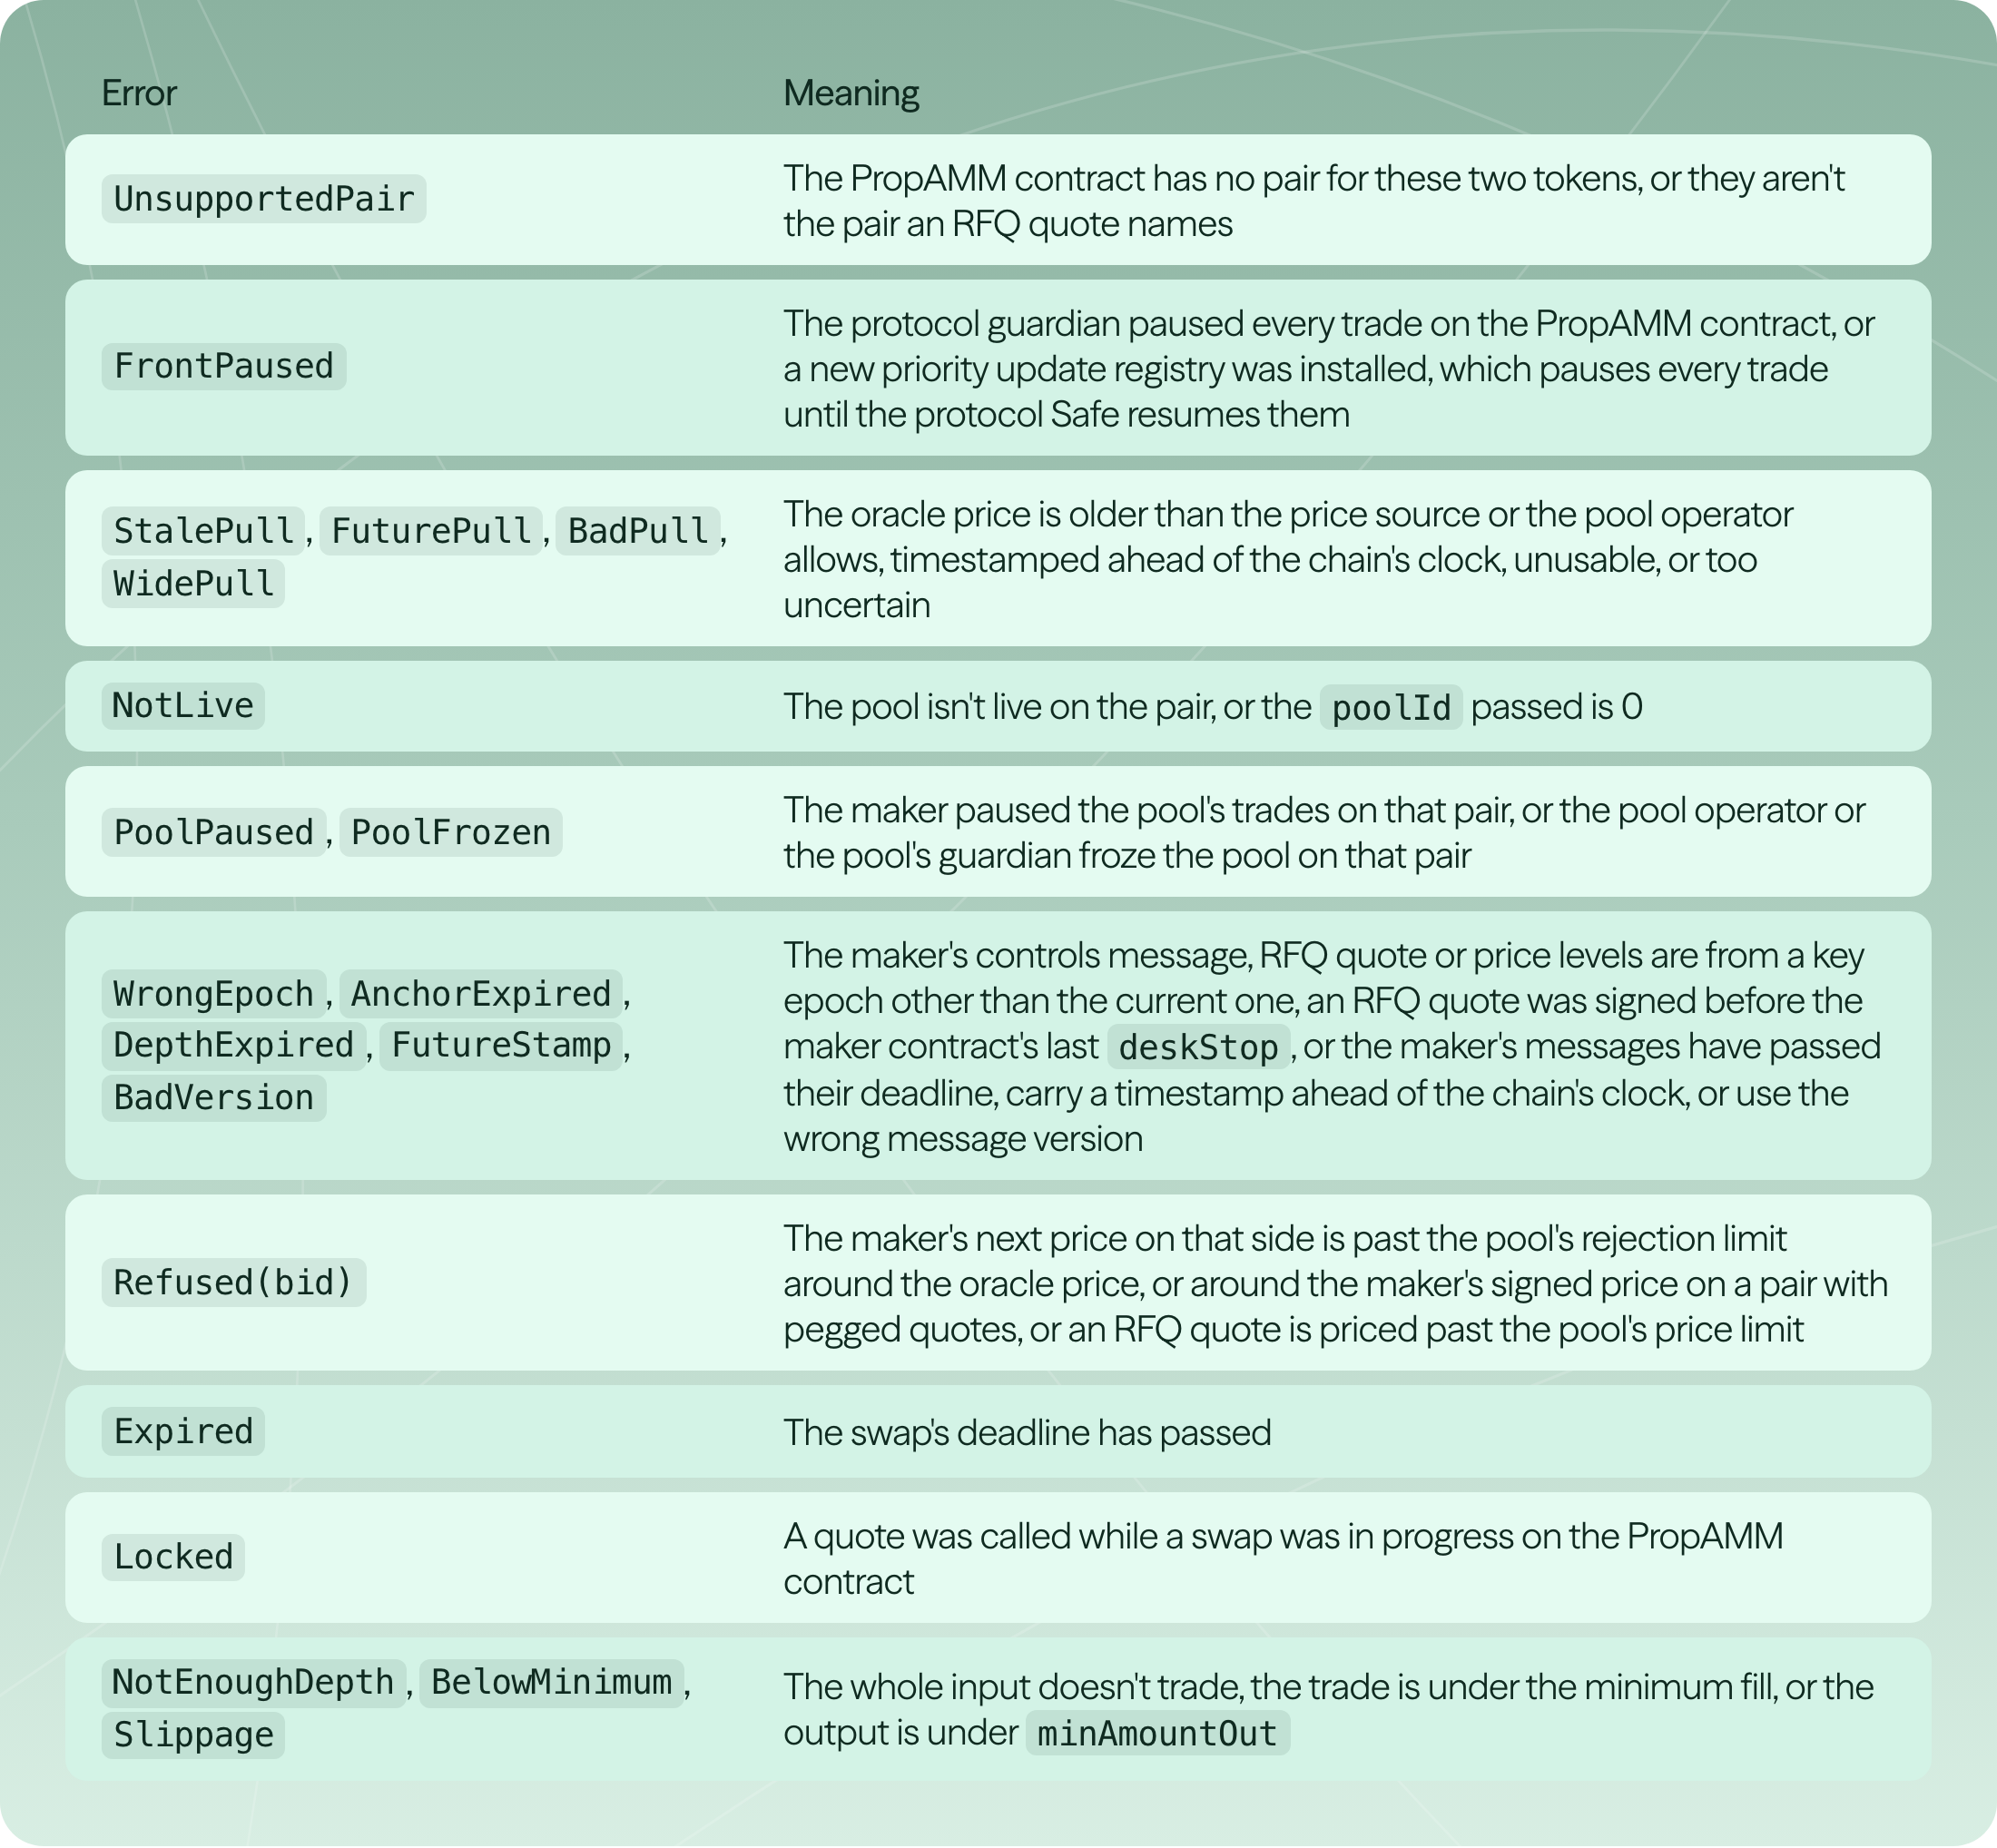 Error
Meaning
UnsupportedPair
The PropAMM contract has no pair for these two tokens, or they aren't
the pair an RFQ quote names
FrontPaused
The protocol guardian paused every trade on the PropAMM contract, or
a new priority update registry was installed, which pauses every trade
until the protocol Safe resumes them
StalePull, FuturePull, BadPull,
WidePull
The oracle price is older than the price source or the pool operator
allows, timestamped ahead of the chain's clock, unusable, or too
uncertain
NotLive
The pool isn't live on the pair, or the poolId passed is 0
PoolPaused, PoolFrozen
The maker paused the pool's trades on that pair, or the pool operator or
the pool's guardian froze the pool on that pair
WrongEpoch, AnchorExpired,
DepthExpired, FutureStamp,
BadVersion
The maker's controls message, RFQ quote or price levels are from a key
epoch other than the current one, an RFQ quote was signed before the
maker contract's last deskStop, or the maker's messages have passed
their deadline, carry a timestamp ahead of the chain's clock, or use the
wrong message version
Refused(bid)
The maker's next price on that side is past the pool's rejection limit
around the oracle price, or around the maker's signed price on a pair with
pegged quotes, or an RFQ quote is priced past the pool's price limit
Expired
The swap's deadline has passed
Locked
A quote was called while a swap was in progress on the PropAMM
contract
NotEnoughDepth, BelowMinimum,
Slippage
The whole input doesn't trade, the trade is under the minimum fill, or the
output is under minAmountOut